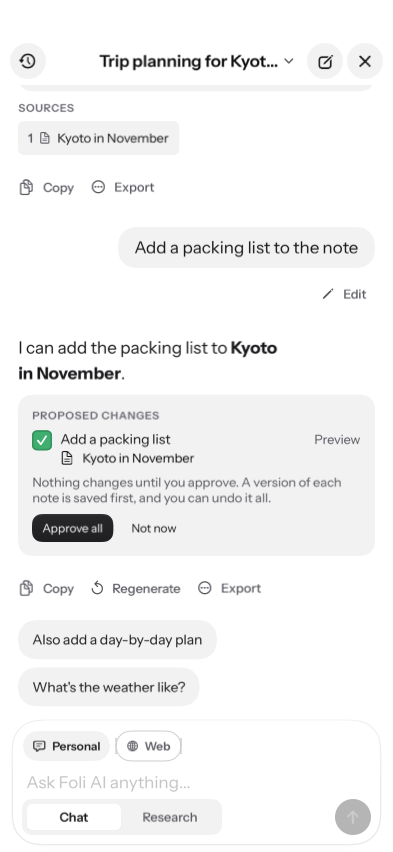 Trip planning for Kyot...
SOURCES
1 Kyoto in November
Copy Export
Add a packing list to the note
Edit
I can add the packing list to Kyoto
in November.
PROPOSED CHANGES
Add a packing list Preview
Kyoto in November
Nothing changes until you approve. A version of each
note is saved first, and you can undo it all.
Approve all Not now
Copy Regenerate Export
Also add a day-by-day plan
What's the weather like?
Personal Web
Ask Foli AI anything...
Chat Research